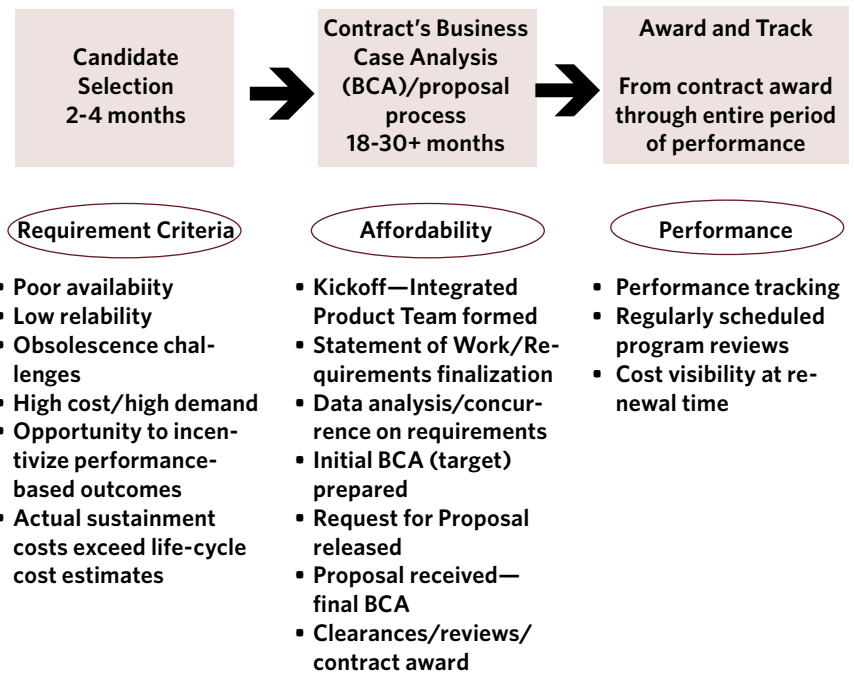 Candidate
Selection
2-4 months
Contract's Business
Case Analysis
(BCA)/proposal
process
18-30+ months
Award and Track
From contract award
through entire period
of performance
Requirement Criteria
• Poor availabiity
• Low relability
• Obsolescence chal-
lenges
• High cost/high demand
• Opportunity to incen-
tivize performance-
based outcomes
• Actual sustainment
costs exceed life-cycle
cost estimates
Affordability
• Kickoff—Integrated
Product Team formed
• Statement of Work/Re-
quirements finalization
• Data analysis/concur-
rence on requirements
• Initial BCA (target)
prepared
• Request for Proposal
released
• Proposal received—
final BCA
• Clearances/reviews/
contract award
Performance
• Performance tracking
• Regularly scheduled
program reviews
• Cost visibility at re-
newal time